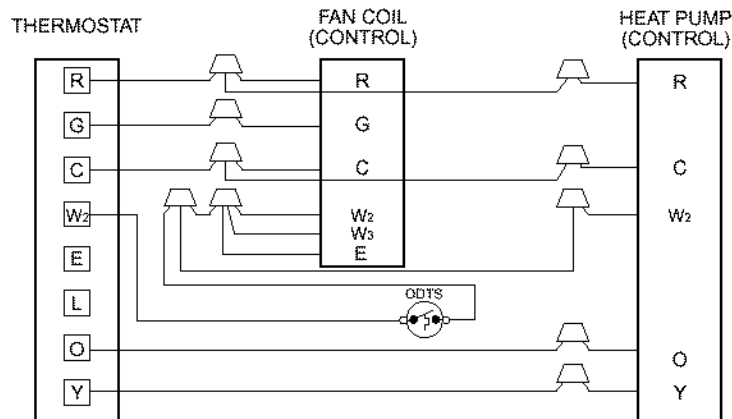 THERMOSTAT
FAN COIL
(CONTROL)
HEAT PUMP
(CONTROL)
R
G
C
W2
E
L
O
Y
R
G
C
W2
W3
E
ODTS
R
C
W2
O
Y